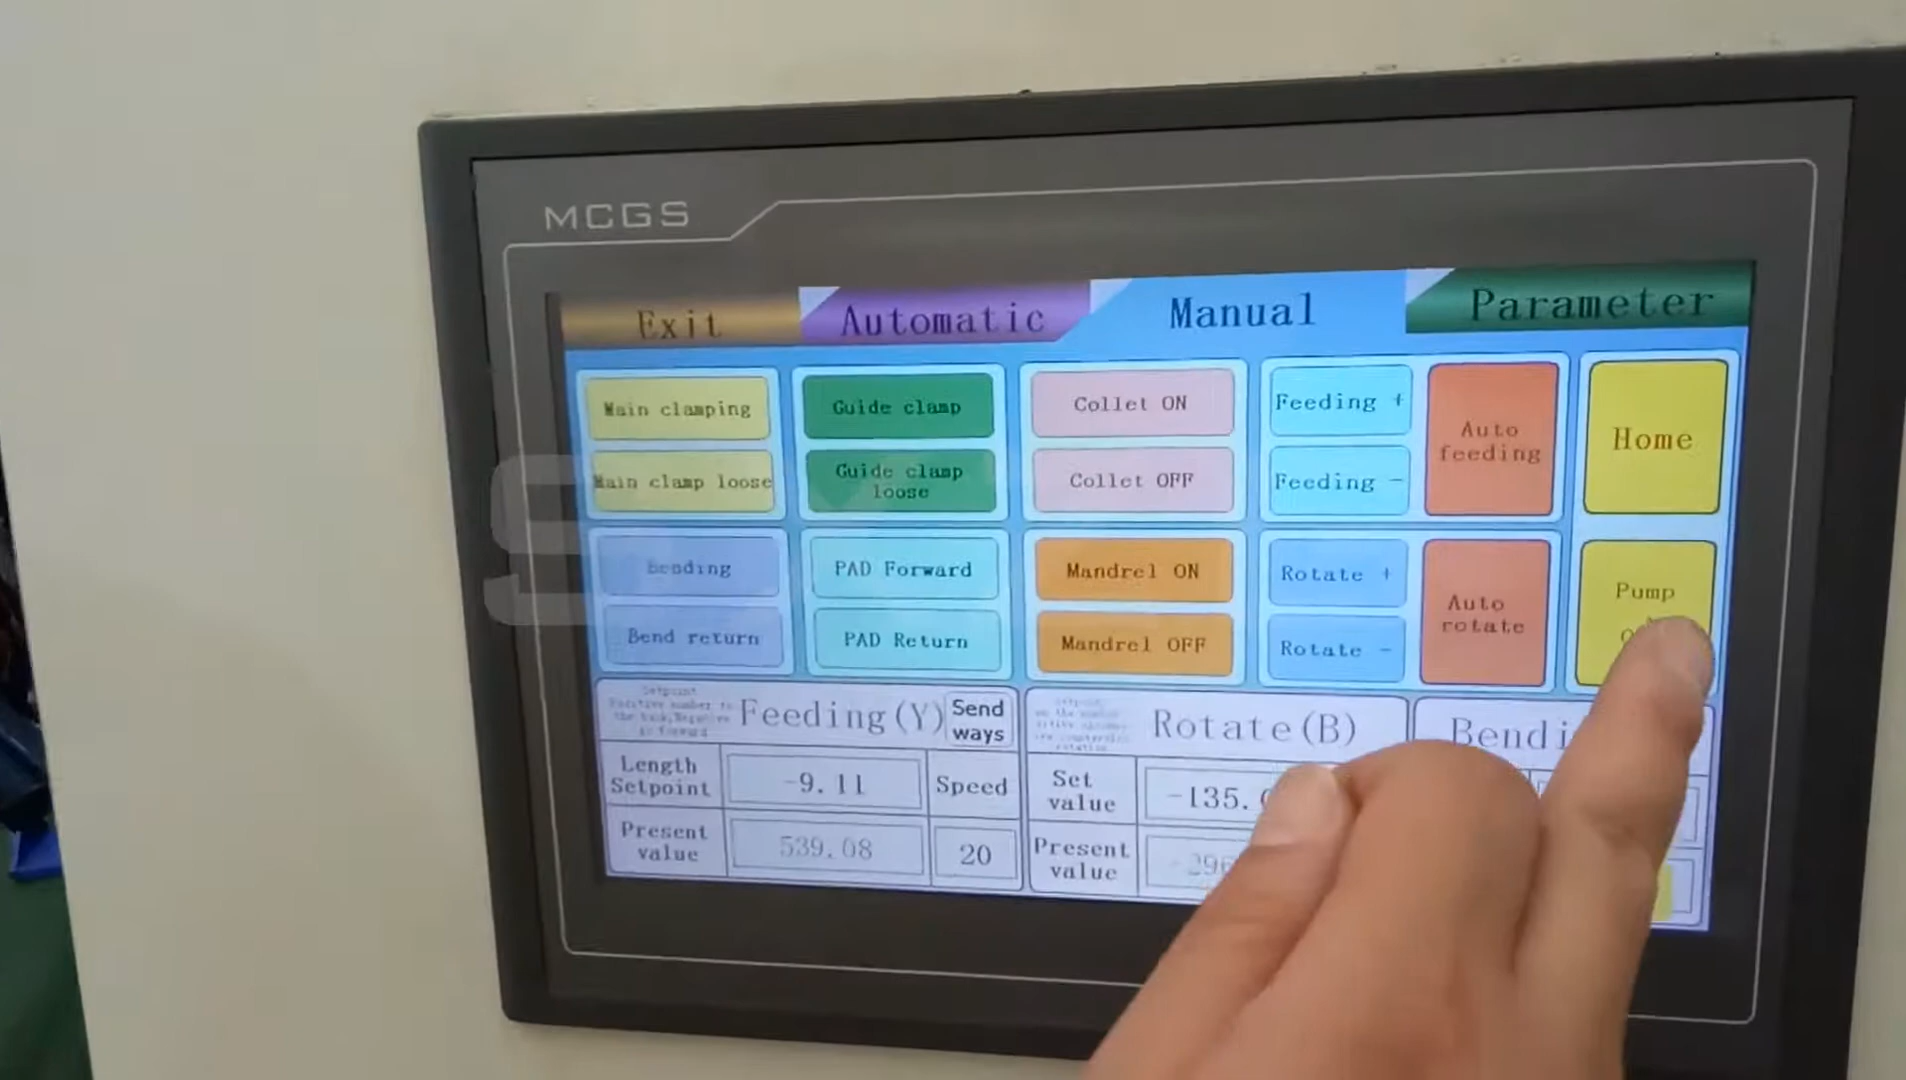 MCGS
Exit
Automatic
Manual
Parameter
Main clamping
Guide clamp
Collet ON
Feeding +
Auto
feeding
Home
Main clamp loose
Guide clamp
loose
Collet OFF
Feeding -
Bending
PAD Forward
Mandrel ON
Rotate +
Auto
rotate
Pump
Bend return
PAD Return
Mandrel OFF
Rotate -
Setpoint
Feeding(Y)
Send
ways
Rotate(B)
Bendi
Length
Setpoint
-9.11
Speed
Set
value
-135.
Present
value
539.08
20
Present
value